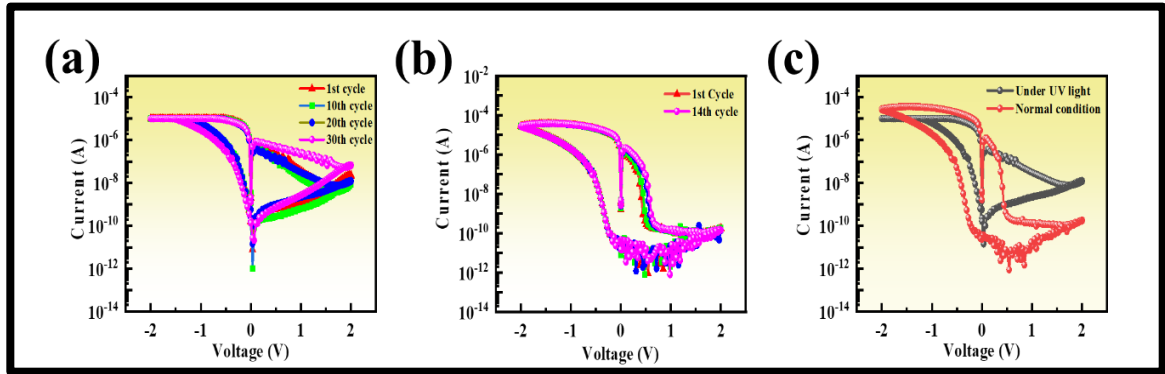 (a)
Current (A)
10⁻⁴
10⁻⁶
10⁻⁸
10⁻¹⁰
10⁻¹²
10⁻¹⁴
1st cycle
10th cycle
20th cycle
30th cycle
-2 -1 0 1 2
Voltage (V)
(b)
Current (A)
10⁻²
10⁻⁴
10⁻⁶
10⁻⁸
10⁻¹⁰
10⁻¹²
10⁻¹⁴
1st Cycle
14th cycle
-2 -1 0 1 2
Voltage (V)
(c)
Current (A)
10⁻⁴
10⁻⁶
10⁻⁸
10⁻¹⁰
10⁻¹²
10⁻¹⁴
Under UV light
Normal condition
-2 -1 0 1 2
Voltage (V)